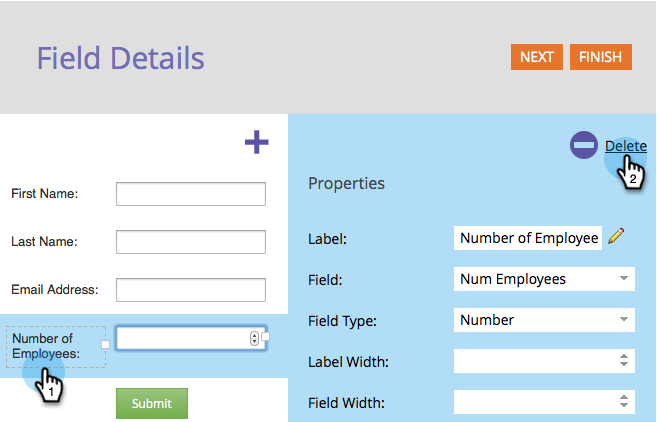 Field Details
NEXT
FINISH
Delete
2
Properties
First Name:
Last Name:
Email Address:
Number of
Employees:
1
Submit
Label:
Number of Employee
Field:
Num Employees
Field Type:
Number
Label Width:
Field Width: